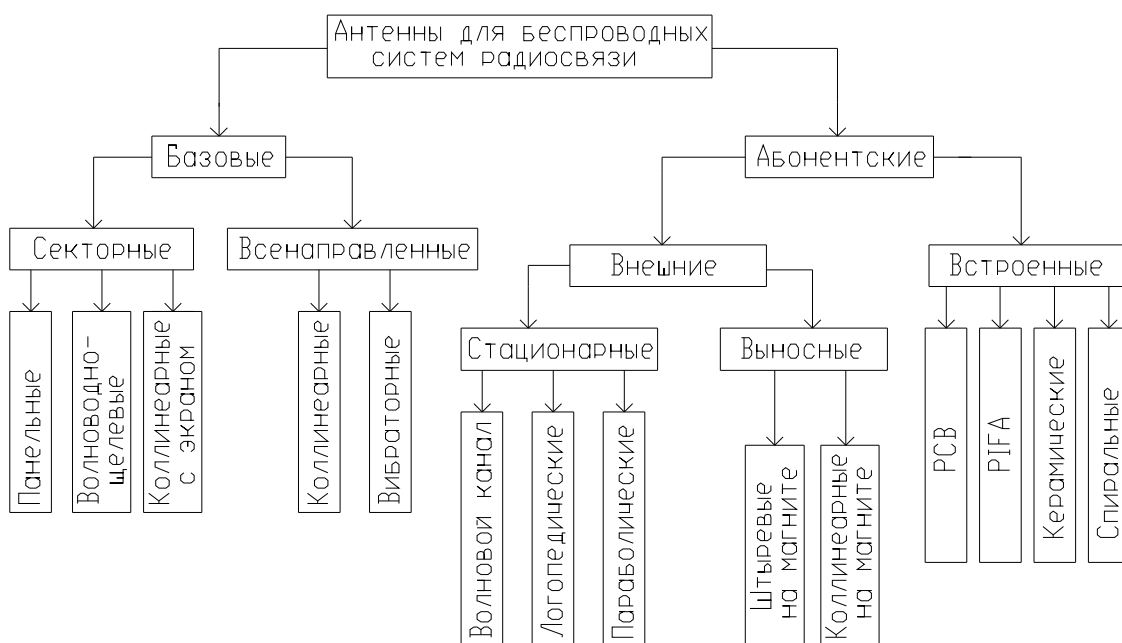 Антенны для беспроводных
систем радиосвязи
Базовые
Абонентские
Секторные
Всенаправленные
Внешние
Встроенные
Стационарные
Выносные
Панельные
Волноводно-
щелевые
Коллинеарные
с экраном
Коллинеарные
Вибраторные
Волновой канал
Логопедические
Параболические
Штыревые
на магните
Коллинеарные
на магните
PCB
PIFA
Керамические
Спиральные